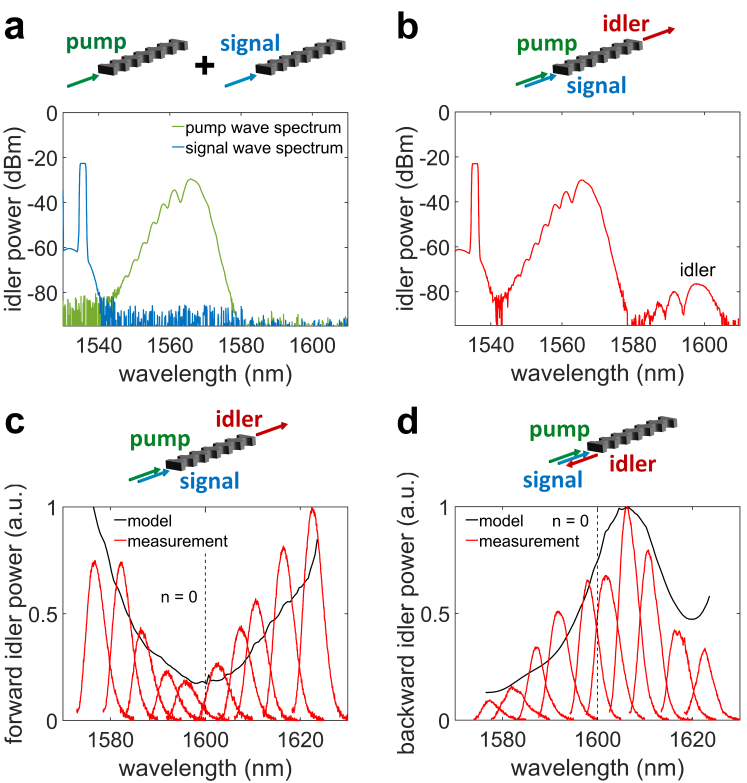 a
pump
+
signal
0
-20
-40
-60
-80
idler power (dBm)
pump wave spectrum
signal wave spectrum
1540
1560
1580
1600
wavelength (nm)
b
idler
pump
signal
0
-20
-40
-60
-80
idler power (dBm)
idler
1540
1560
1580
1600
wavelength (nm)
c
idler
pump
signal
1
0.5
0
forward idler power (a.u.)
model
measurement
n = 0
1580
1600
1620
wavelength (nm)
d
pump
idler
signal
1
0.5
0
backward idler power (a.u.)
model n = 0
measurement
1580
1600
1620
wavelength (nm)